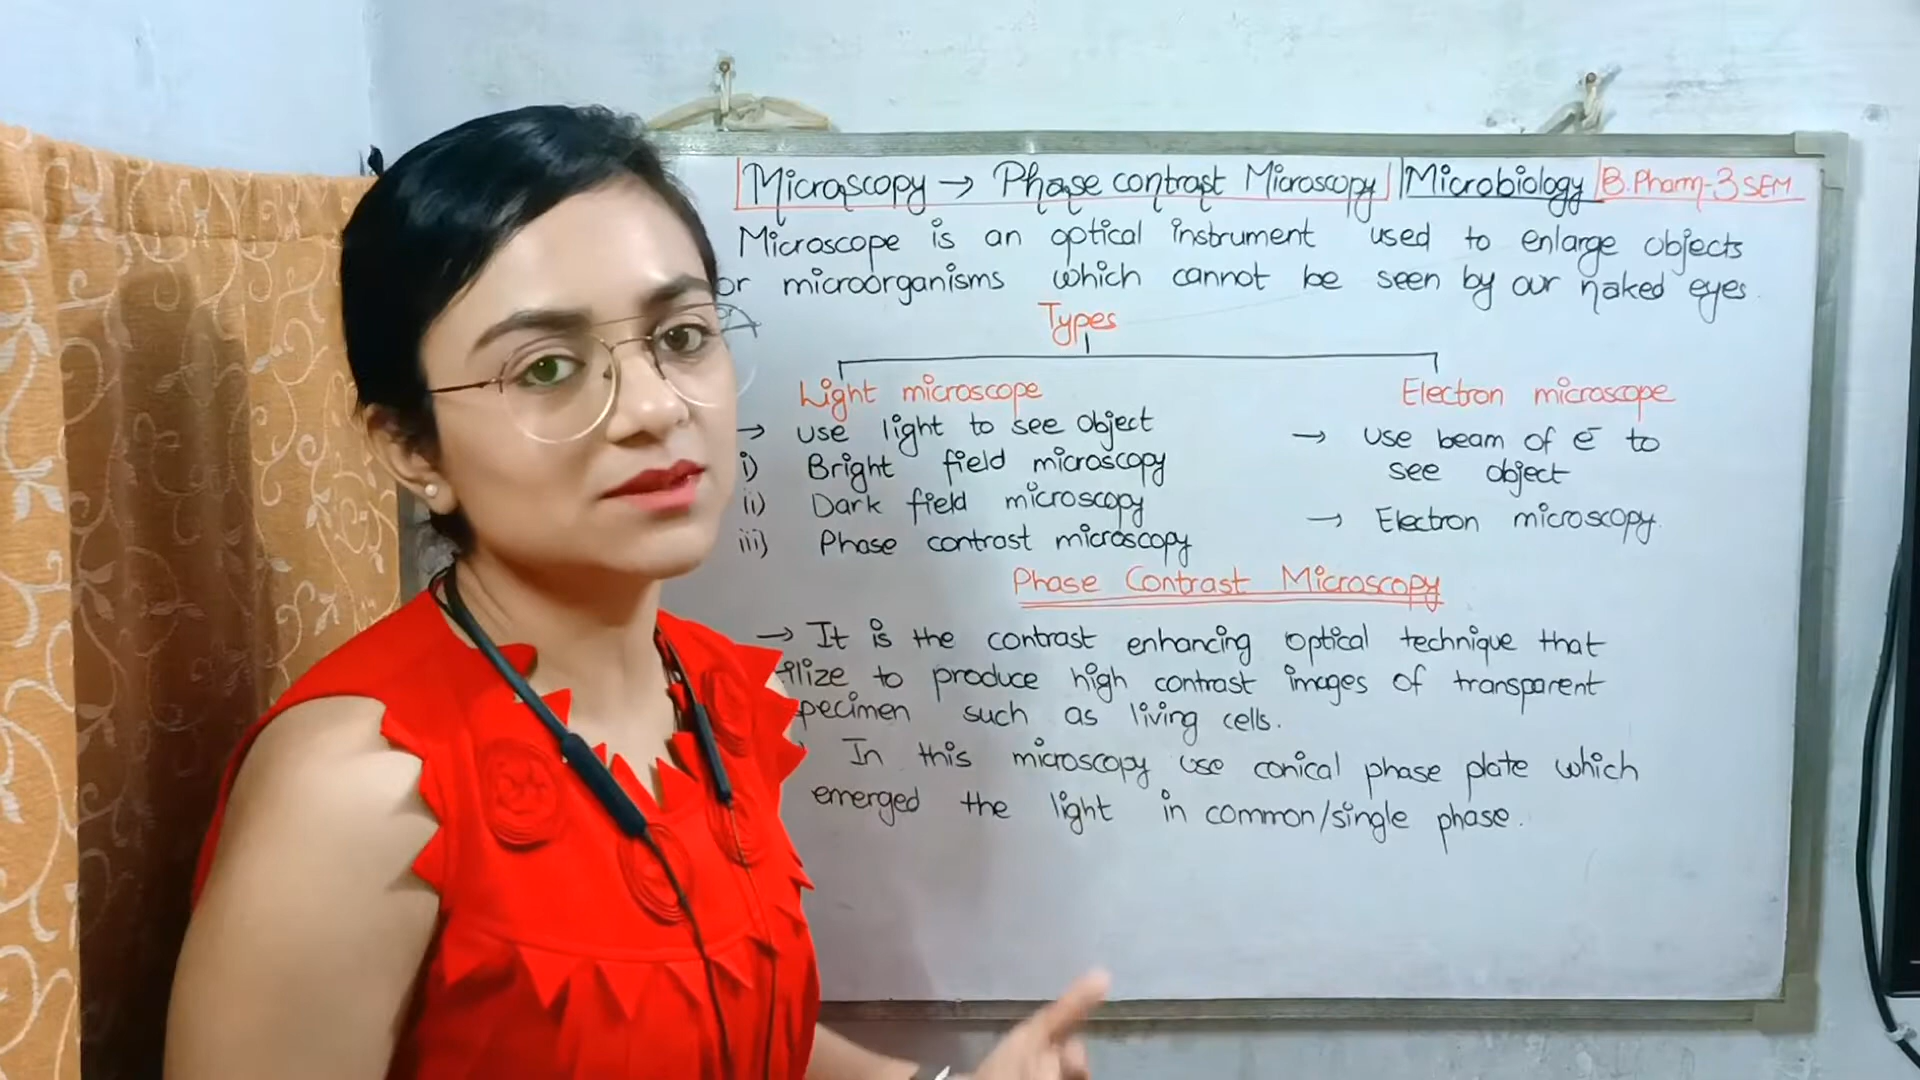 Microscopy → Phase contrast Microscopy | Microbiology | B.Pharm-3 SEM
Microscope is an optical instrument used to enlarge objects
or microorganisms which cannot be seen by our naked eyes
Types
Light microscope
→ use light to see object
i) Bright field microscopy
ii) Dark field microscopy
iii) Phase contrast microscopy
Electron microscope
→ Use beam of e⁻ to
see object
→ Electron microscopy.
Phase Contrast Microscopy
→ It is the contrast enhancing optical technique that
tilize to produce high contrast images of transparent
pecimen such as living cells.
In this microscopy use conical phase plate which
emerged the light in common/single phase.